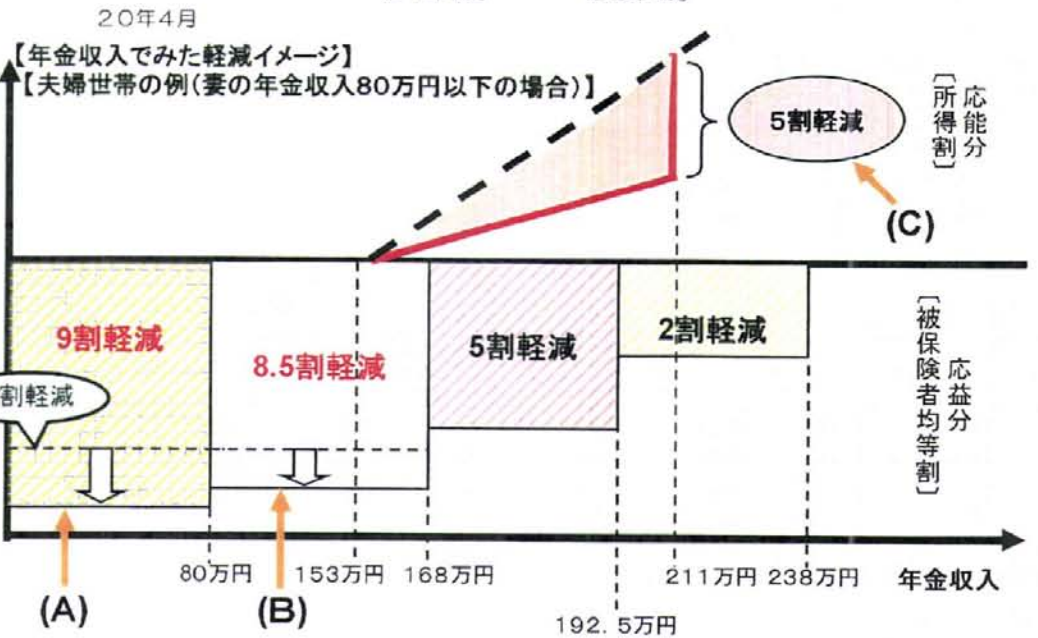 20年4月
【年金収入でみた軽減イメージ】
【夫婦世帯の例(妻の年金収入80万円以下の場合)】
5割軽減
応能分
〔所得割〕
(C)
9割軽減
8.5割軽減
5割軽減
2割軽減
割軽減
応益分
〔被保険者均等割〕
80万円
153万円
168万円
211万円
238万円
年金収入
(A)
(B)
192.5万円